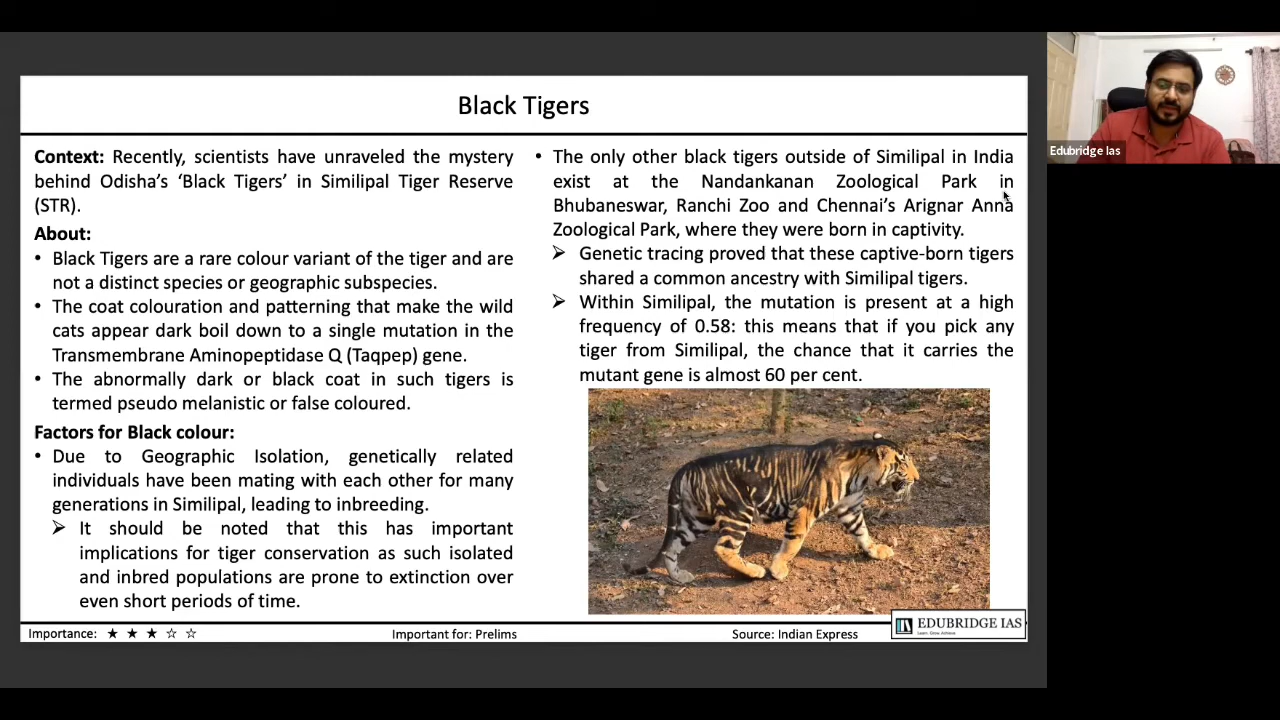 Black Tigers
Context: Recently, scientists have unraveled the mystery
behind Odisha's 'Black Tigers' in Similipal Tiger Reserve
(STR).
About:
• Black Tigers are a rare colour variant of the tiger and are
not a distinct species or geographic subspecies.
• The coat colouration and patterning that make the wild
cats appear dark boil down to a single mutation in the
Transmembrane Aminopeptidase Q (Taqpep) gene.
• The abnormally dark or black coat in such tigers is
termed pseudo melanistic or false coloured.
Factors for Black colour:
• Due to Geographic Isolation, genetically related
individuals have been mating with each other for many
generations in Similipal, leading to inbreeding.
➢ It should be noted that this has important
implications for tiger conservation as such isolated
and inbred populations are prone to extinction over
even short periods of time.
• The only other black tigers outside of Similipal in India
exist at the Nandankanan Zoological Park in
Bhubaneswar, Ranchi Zoo and Chennai's Arignar Anna
Zoological Park, where they were born in captivity.
➢ Genetic tracing proved that these captive-born tigers
shared a common ancestry with Similipal tigers.
➢ Within Similipal, the mutation is present at a high
frequency of 0.58: this means that if you pick any
tiger from Similipal, the chance that it carries the
mutant gene is almost 60 per cent.
Importance: ★ ★ ★ ☆ ☆
Important for: Prelims
Source: Indian Express
EDUBRIDGE IAS
Learn. Grow. Achieve
Edubridge Ias